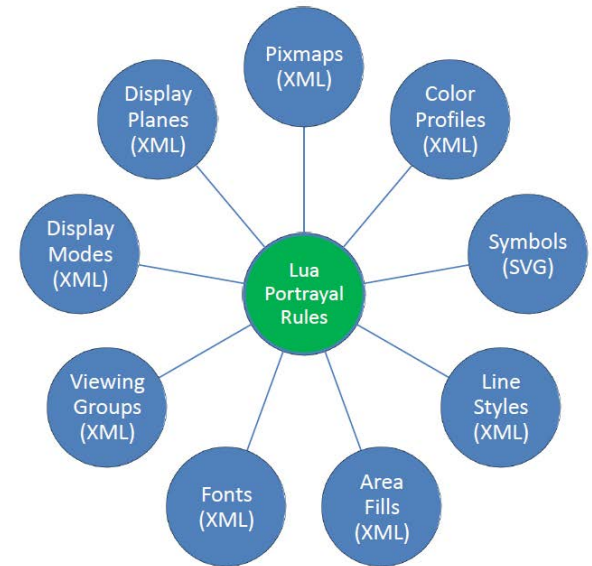 Pixmaps
(XML)
Color
Profiles
(XML)
Symbols
(SVG)
Line
Styles
(XML)
Area
Fills
(XML)
Fonts
(XML)
Viewing
Groups
(XML)
Display
Modes
(XML)
Display
Planes
(XML)
Lua
Portrayal
Rules